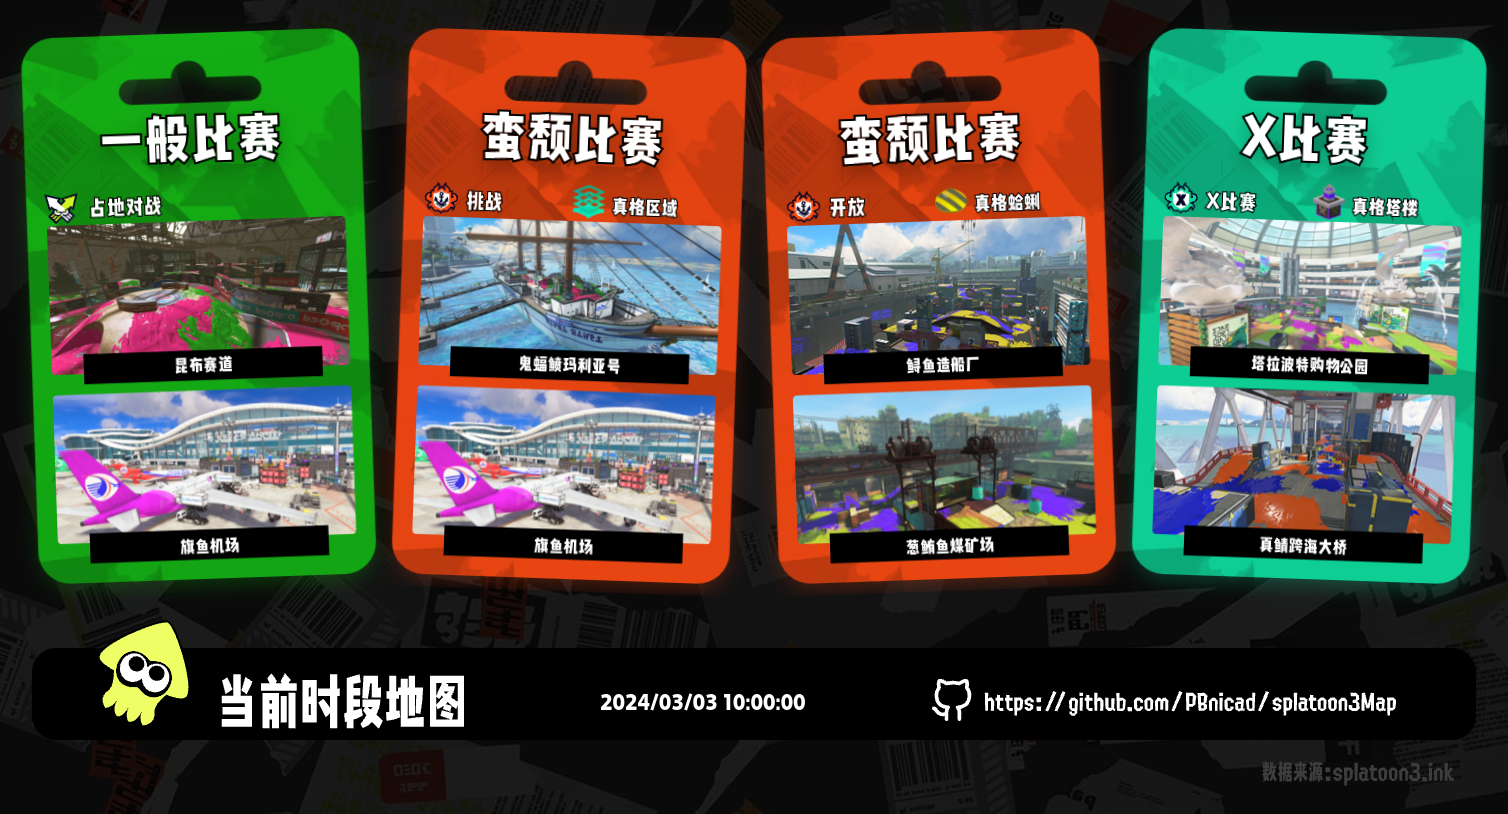 一般比赛
占地对战
昆布赛道
旗鱼机场
蛮颓比赛
挑战
真格区域
鬼蝠鲼玛利亚号
旗鱼机场
蛮颓比赛
开放
真格蛤蜊
鲟鱼造船厂
葱鲔鱼煤矿场
X比赛
X比赛
真格塔楼
塔拉波特购物公园
真鲭跨海大桥
当前时段地图
2024/03/03 10:00:00
https://github.com/PBnicad/splatoon3Map
数据来源:splatoon3.ink